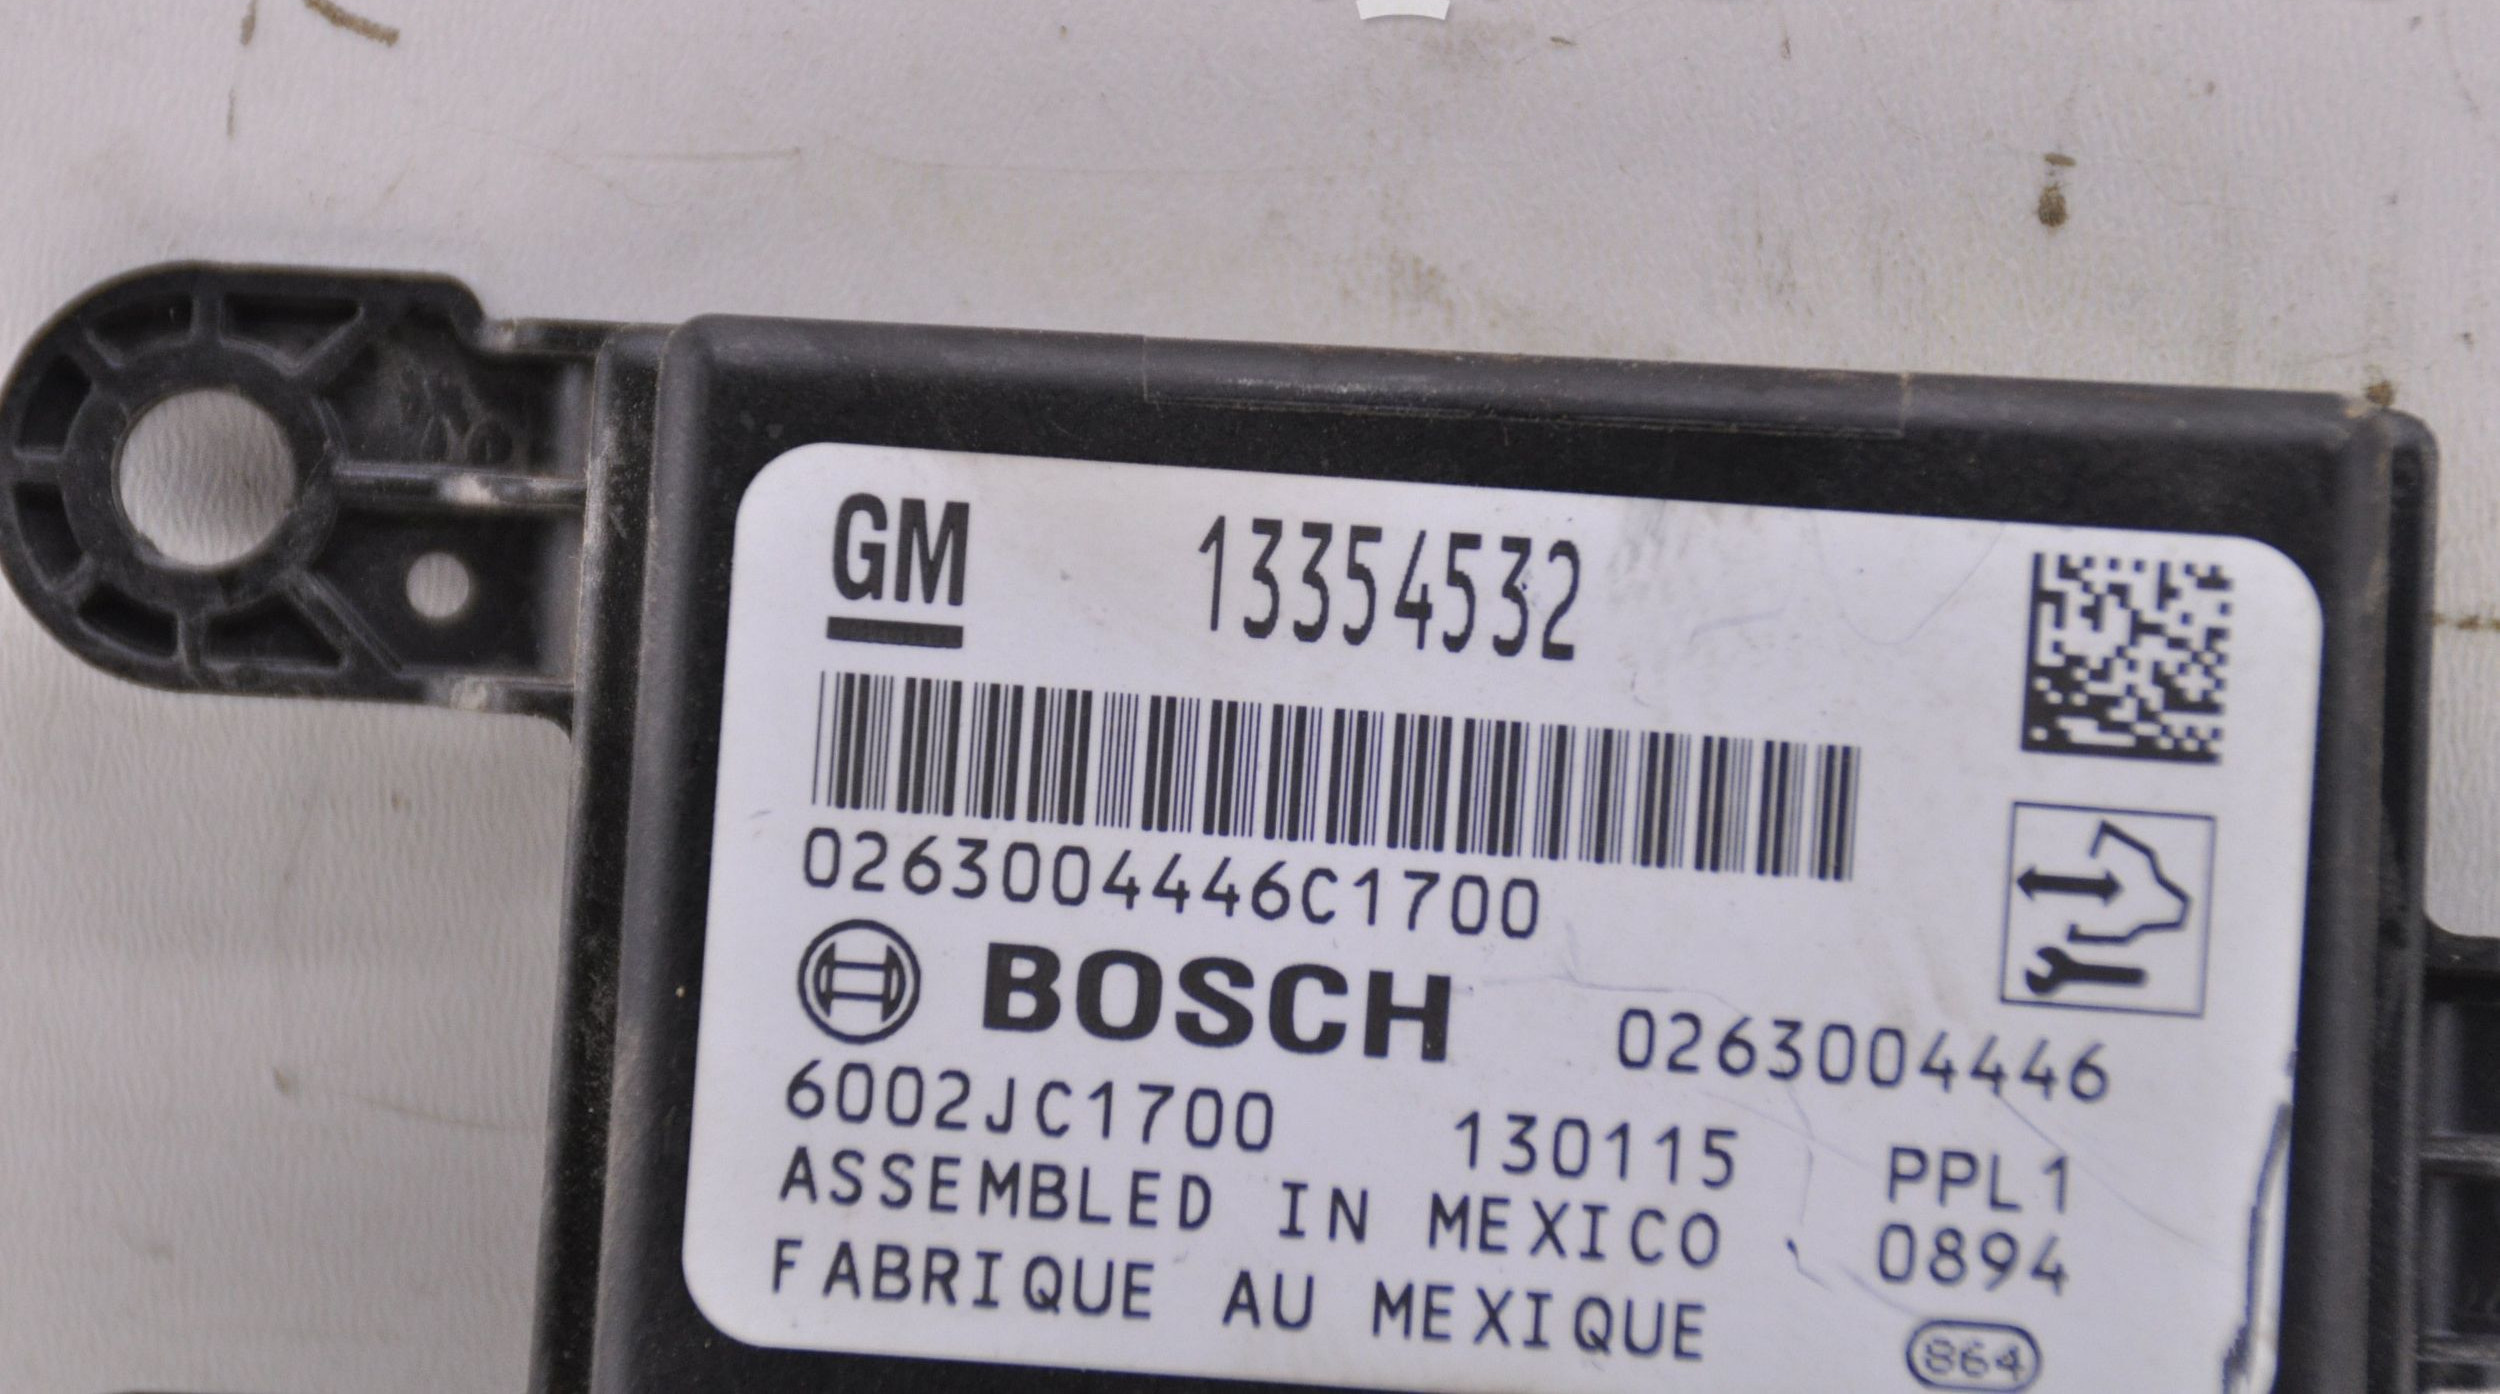 GM 13354532
0263004446C1700
BOSCH 0263004446
6002JC1700 130115 PPL1
ASSEMBLED IN MEXICO 0894
FABRIQUE AU MEXIQUE 864